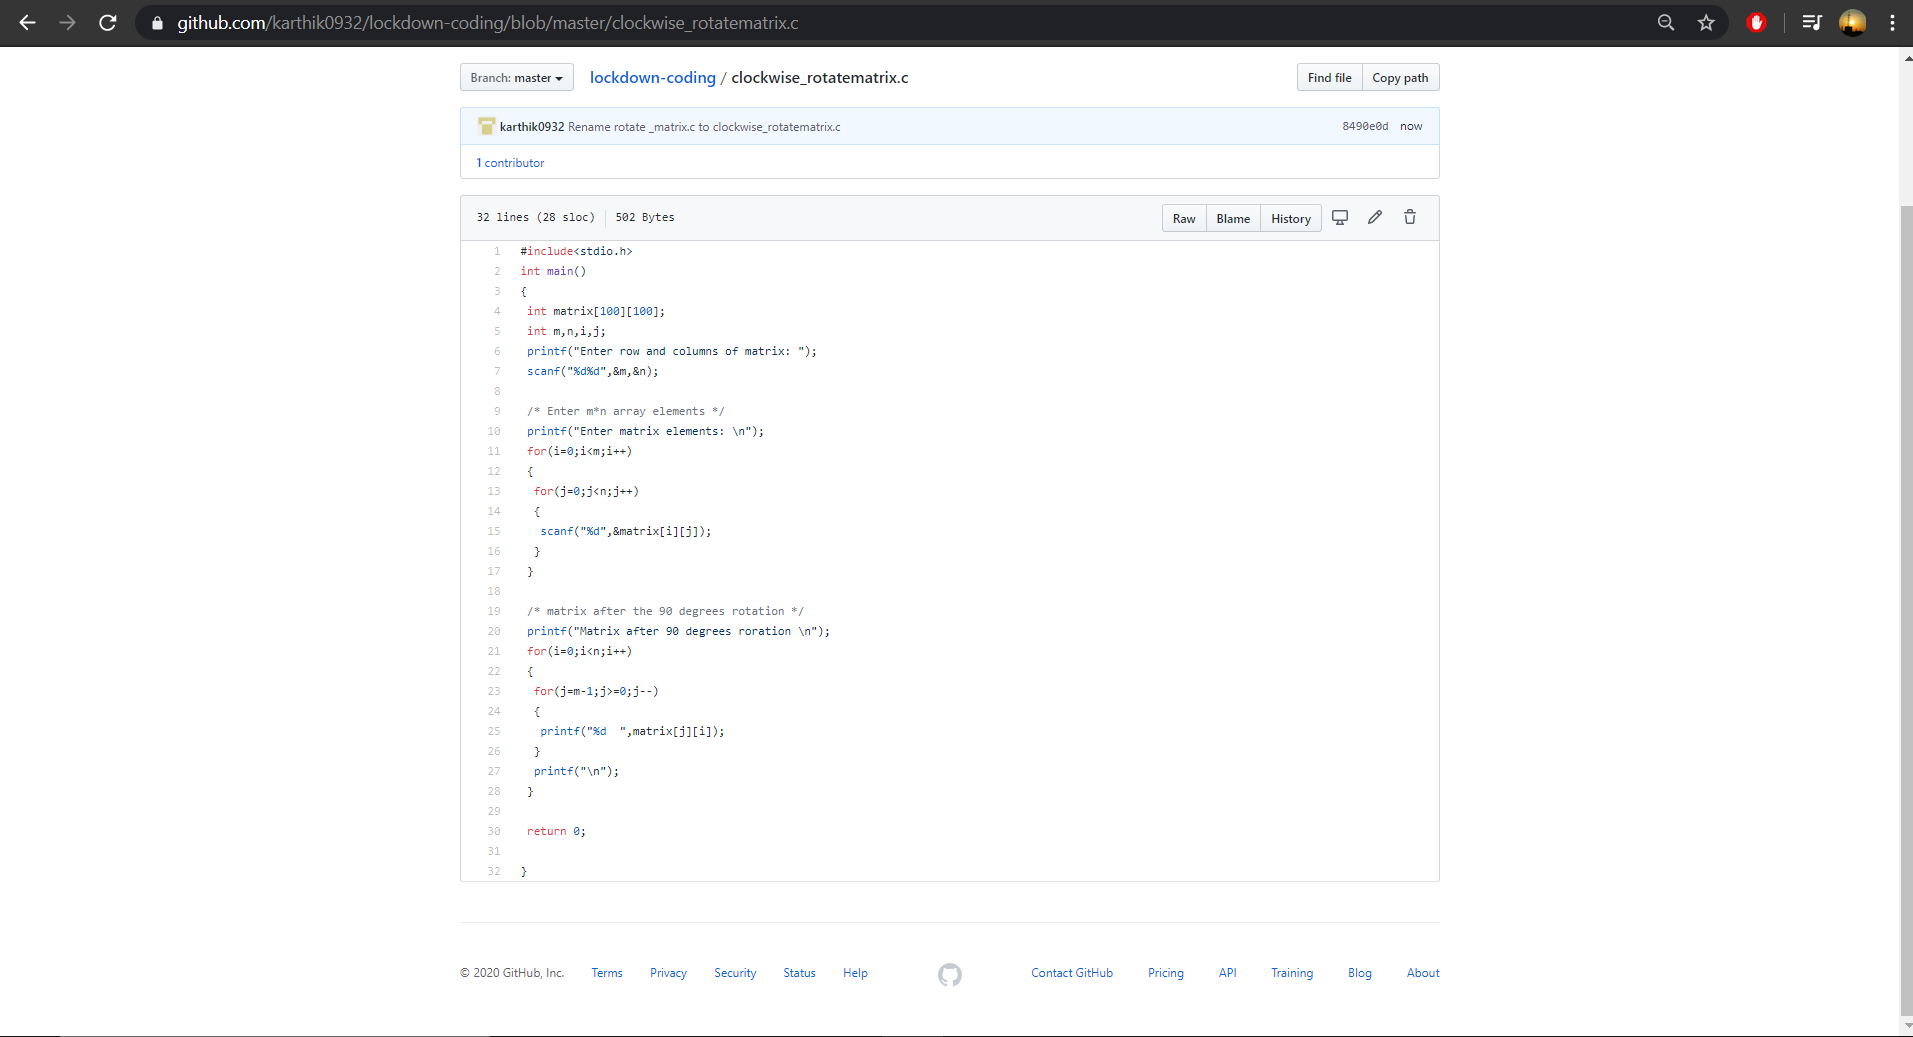 github.com/karthik0932/lockdown-coding/blob/master/clockwise_rotatematrix.c
Branch: master lockdown-coding / clockwise_rotatematrix.c Find file Copy path
karthik0932 Rename rotate _matrix.c to clockwise_rotatematrix.c 8490e0d now
1 contributor
32 lines (28 sloc) 502 Bytes Raw Blame History
1 #include<stdio.h>
2 int main()
3 {
4 int matrix[100][100];
5 int m,n,i,j;
6 printf("Enter row and columns of matrix: ");
7 scanf("%d%d",&m,&n);
8
9 /* Enter m*n array elements */
10 printf("Enter matrix elements: \n");
11 for(i=0;i<m;i++)
12 {
13 for(j=0;j<n;j++)
14 {
15 scanf("%d",&matrix[i][j]);
16 }
17 }
18
19 /* matrix after the 90 degrees rotation */
20 printf("Matrix after 90 degrees roration \n");
21 for(i=0;i<n;i++)
22 {
23 for(j=m-1;j>=0;j--)
24 {
25 printf("%d  ",matrix[j][i]);
26 }
27 printf("\n");
28 }
29
30 return 0;
31
32 }
© 2020 GitHub, Inc. Terms Privacy Security Status Help Contact GitHub Pricing API Training Blog About